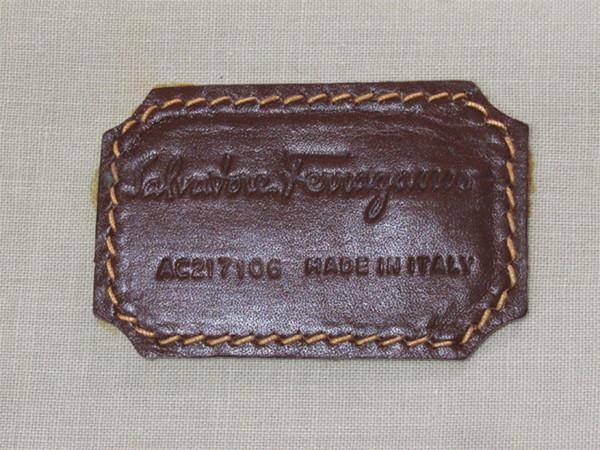 Salvatore Ferragamo
AC217106 MADE IN ITALY